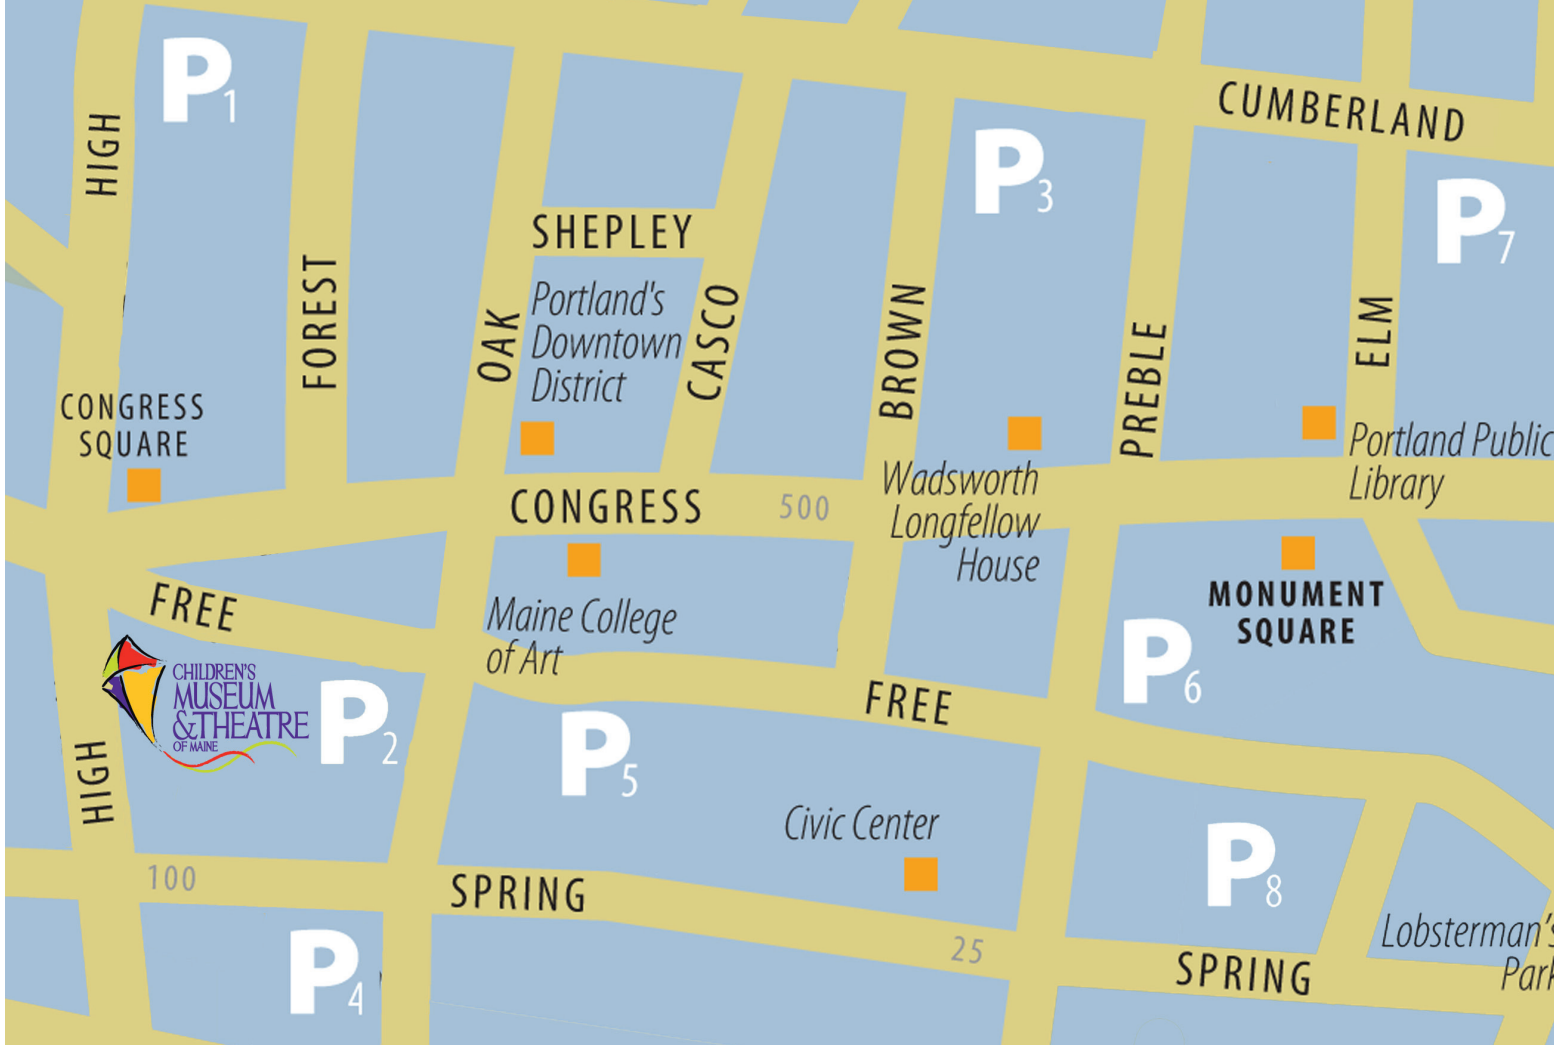 P1
HIGH
CUMBERLAND
P3
P7
SHEPLEY
FOREST
OAK
Portland's
Downtown
District
CASCO
BROWN
PREBLE
ELM
CONGRESS
SQUARE
Portland Public
Library
CONGRESS
500
Wadsworth
Longfellow
House
FREE
Maine College
of Art
MONUMENT
SQUARE
P6
CHILDREN'S
MUSEUM
&THEATRE
OF MAINE
P2
FREE
P5
HIGH
Civic Center
P8
100
SPRING
25
SPRING
Lobsterman's
Park
P4